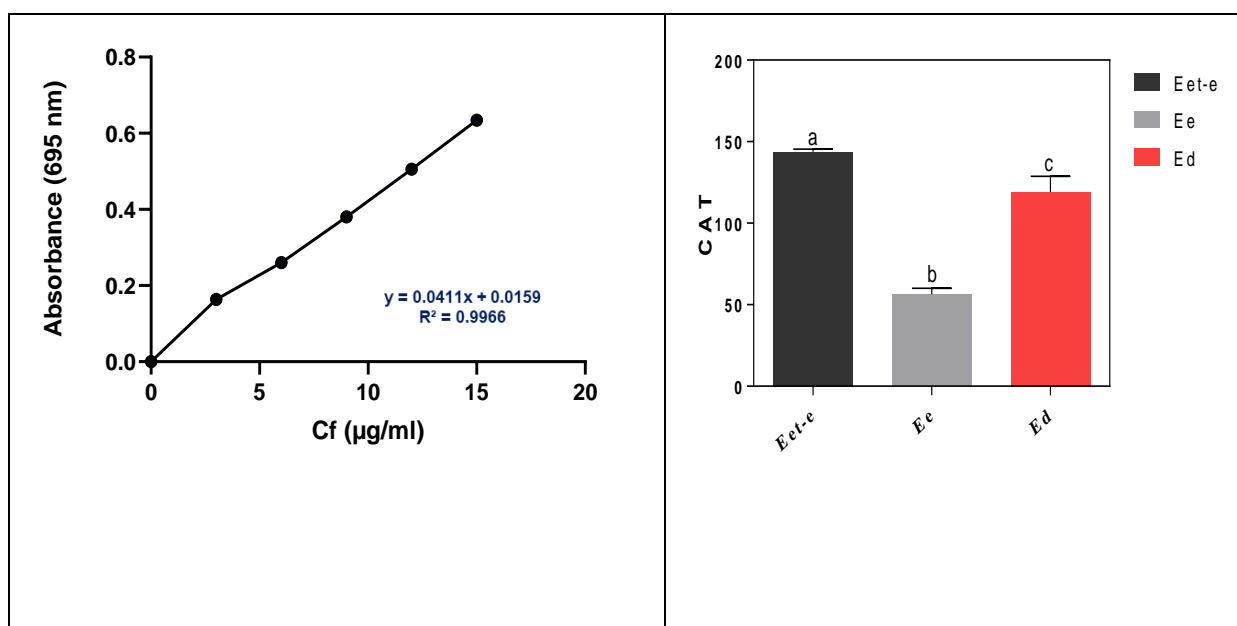 0.8
0.6
0.4
0.2
0.0
Absorbance (695 nm)
y = 0.0411x + 0.0159
R² = 0.9966
0 5 10 15 20
Cf (µg/ml)
200
150
100
50
0
CAT
a
b
c
Eet-e
Ee
Ed
Eet-e
Ee
Ed